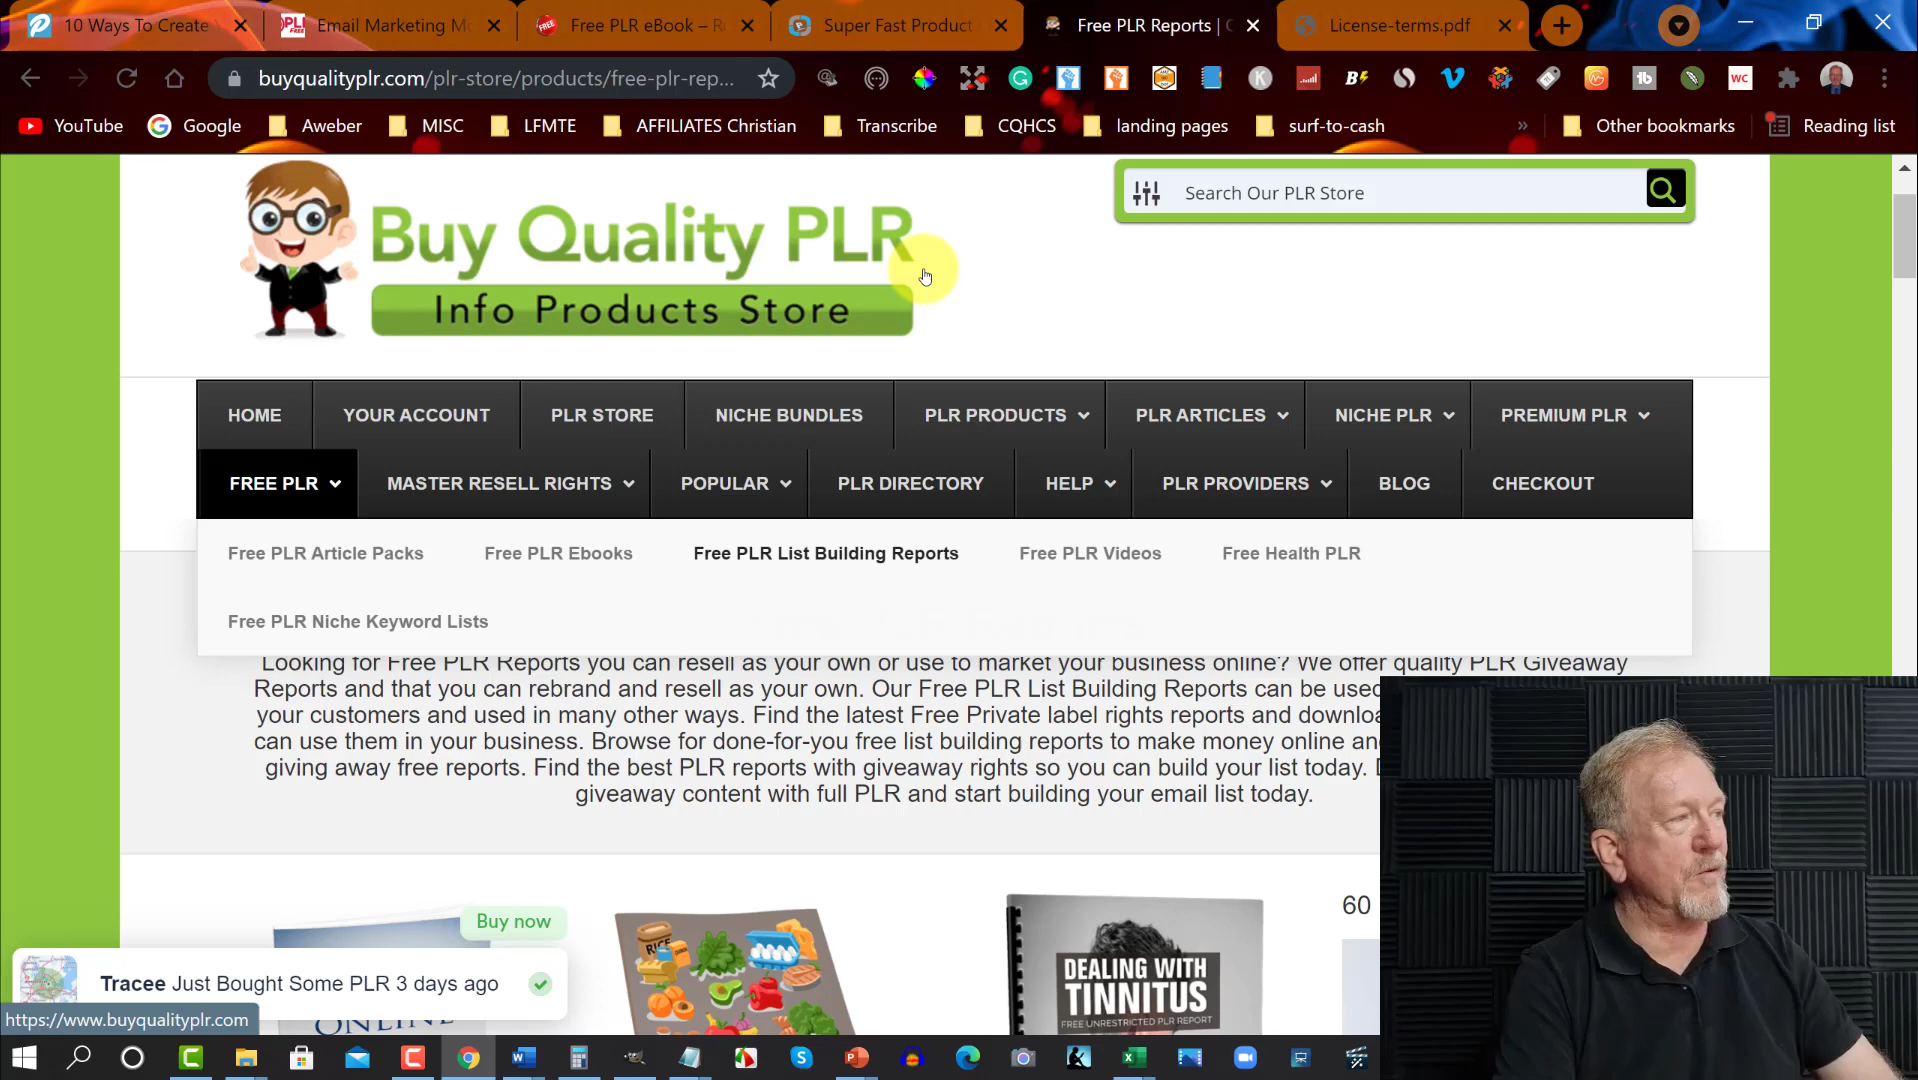 10 Ways To Create
Email Marketing Mo
Free PLR eBook – R
Super Fast Product
Free PLR Reports |
License-terms.pdf
buyqualityplr.com/plr-store/products/free-plr-rep...
YouTube
Google
Aweber
MISC
LFMTE
AFFILIATES Christian
Transcribe
CQHCS
landing pages
surf-to-cash
»
Other bookmarks
Reading list
Buy Quality PLR
Info Products Store
Search Our PLR Store
HOME
YOUR ACCOUNT
PLR STORE
NICHE BUNDLES
PLR PRODUCTS
PLR ARTICLES
NICHE PLR
PREMIUM PLR
FREE PLR
MASTER RESELL RIGHTS
POPULAR
PLR DIRECTORY
HELP
PLR PROVIDERS
BLOG
CHECKOUT
Free PLR Article Packs
Free PLR Ebooks
Free PLR List Building Reports
Free PLR Videos
Free Health PLR
Free PLR Niche Keyword Lists
Looking for Free PLR Reports you can resell as your own or use to market your business online? We offer quality PLR Giveaway
Reports and that you can rebrand and resell as your own. Our Free PLR List Building Reports can be used
your customers and used in many other ways. Find the latest Free Private label rights reports and downloa
can use them in your business. Browse for done-for-you free list building reports to make money online an
giving away free reports. Find the best PLR reports with giveaway rights so you can build your list today.
giveaway content with full PLR and start building your email list today.
60
Buy now
Tracee Just Bought Some PLR 3 days ago
ONLINE
RICE
DEALING WITH
TINNITUS
FREE UNRESTRICTED PLR REPORT
https://www.buyqualityplr.com